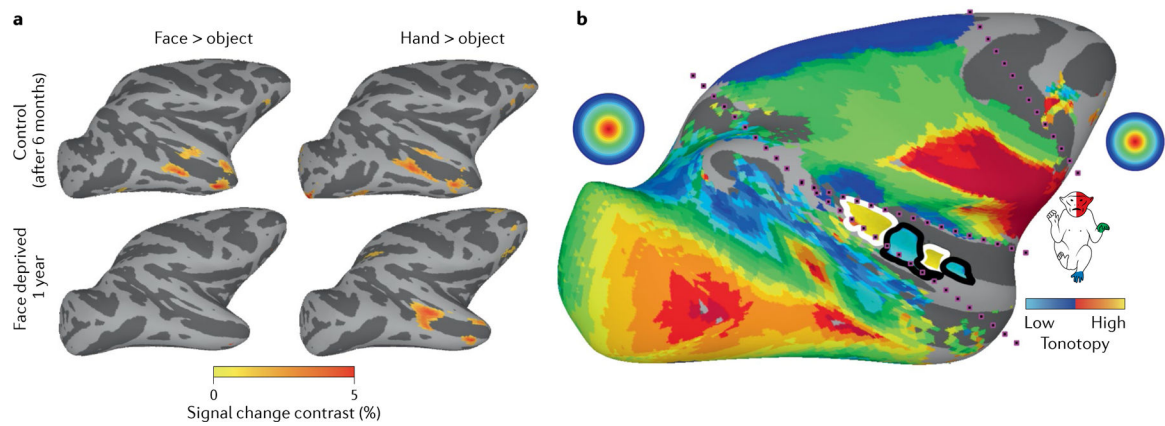 a
Face > object
Hand > object
Control
(after 6 months)
Face deprived
1 year
0
5
Signal change contrast (%)
b
Low
High
Tonotopy